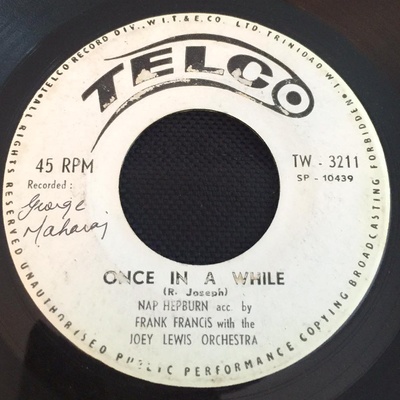 TELCO RECORD DIV., W.I.T. & E. CO. LTD. TRINIDAD W.I.
TELCO
45 RPM
TW - 3211
SP - 10439
Recorded :
George
Maharaj
ONCE IN A WHILE
(R. Joseph)
NAP HEPBURN acc. by
FRANK FRANCIS with the
JOEY LEWIS ORCHESTRA
ALL RIGHTS RESERVED UNAUTHORISED PUBLIC PERFORMANCE COPYING BROADCASTING FORBIDDEN